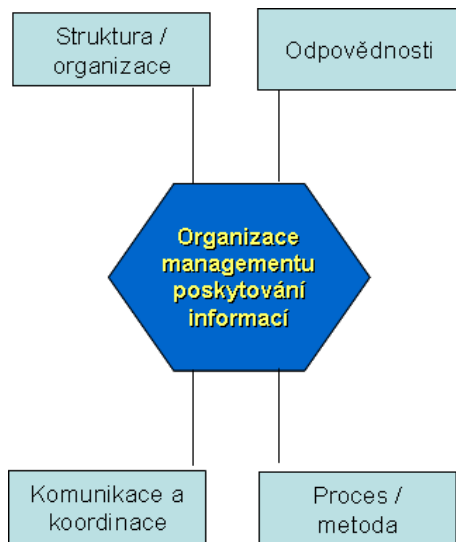 Struktura /
organizace
Odpovědnosti
Organizace
managementu
poskytování
informací
Komunikace a
koordinace
Proces /
metoda